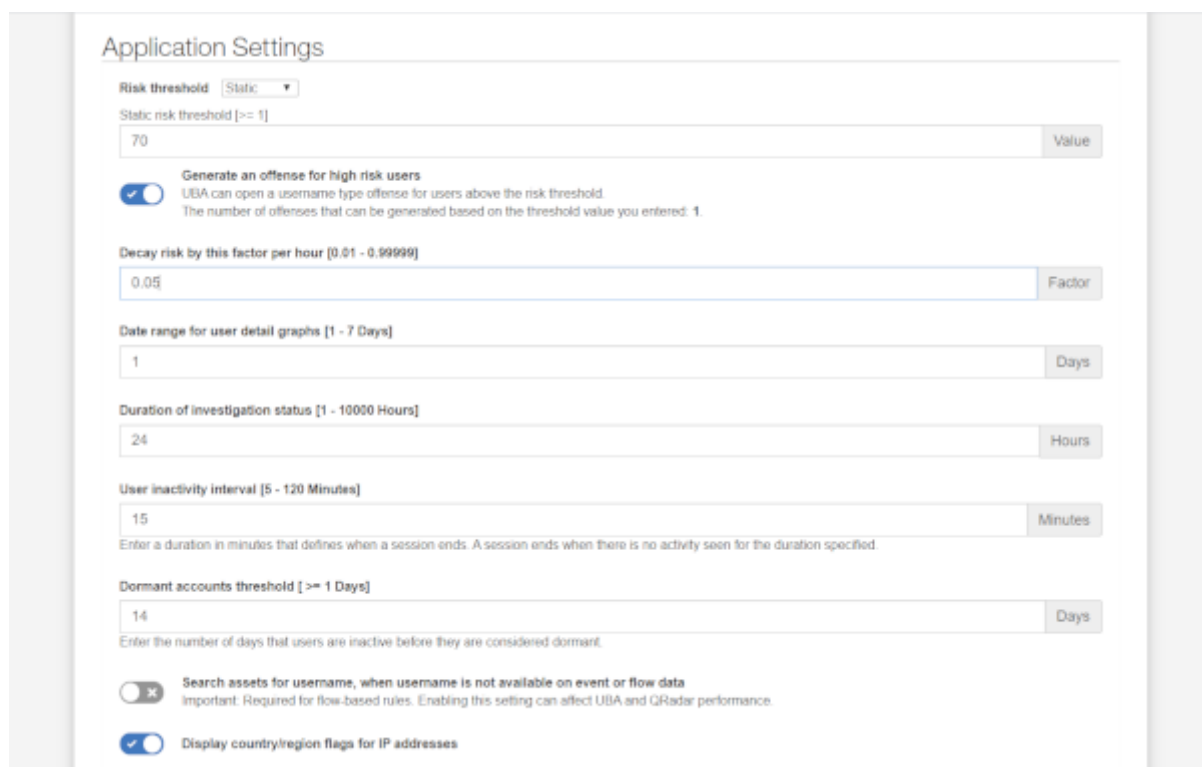 Application Settings
Risk threshold Static
Static risk threshold [>= 1]
70 Value
Generate an offense for high risk users
UBA can open a username type offense for users above the risk threshold.
The number of offenses that can be generated based on the threshold value you entered: 1.
Decay risk by this factor per hour [0.01 - 0.99999]
0.05 Factor
Date range for user detail graphs [1 - 7 Days]
1 Days
Duration of investigation status [1 - 10000 Hours]
24 Hours
User inactivity interval [5 - 120 Minutes]
15 Minutes
Enter a duration in minutes that defines when a session ends. A session ends when there is no activity seen for the duration specified.
Dormant accounts threshold [ >= 1 Days]
14 Days
Enter the number of days that users are inactive before they are considered dormant.
Search assets for username, when username is not available on event or flow data
Important: Required for flow-based rules. Enabling this setting can affect UBA and QRadar performance.
Display country/region flags for IP addresses